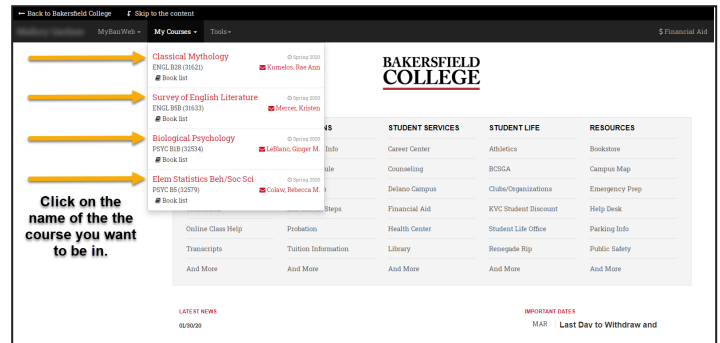 ← Back to Bakersfield College Skip to the content
MyBanWeb My Courses Tools $ Financial Aid
Classical Mythology Spring 2020
ENGL B28 (31621) Kumelos, Rae Ann
Book list
Survey of English Literature Spring 2020
ENGL B5B (31633) Mercer, Kristen
Book list
Biological Psychology Spring 2020
PSYC B1B (32534) LeBlanc, Ginger M.
Book list
Elem Statistics Beh/Soc Sci Spring 2020
PSYC B5 (32579) Colaw, Rebecca M.
Book list
Click on the
name of the the
course you want
to be in.
BAKERSFIELD
COLLEGE
NS STUDENT SERVICES STUDENT LIFE RESOURCES
Info Career Center Athletics Bookstore
ule Counseling BCSGA Campus Map
Delano Campus Clubs/Organizations Emergency Prep
Steps Financial Aid KVC Student Discount Help Desk
Online Class Help Probation Health Center Student Life Office Parking Info
Transcripts Tuition Information Library Renegade Rip Public Safety
And More And More And More And More And More
LATEST NEWS IMPORTANT DATES
01/30/20 MAR Last Day to Withdraw and